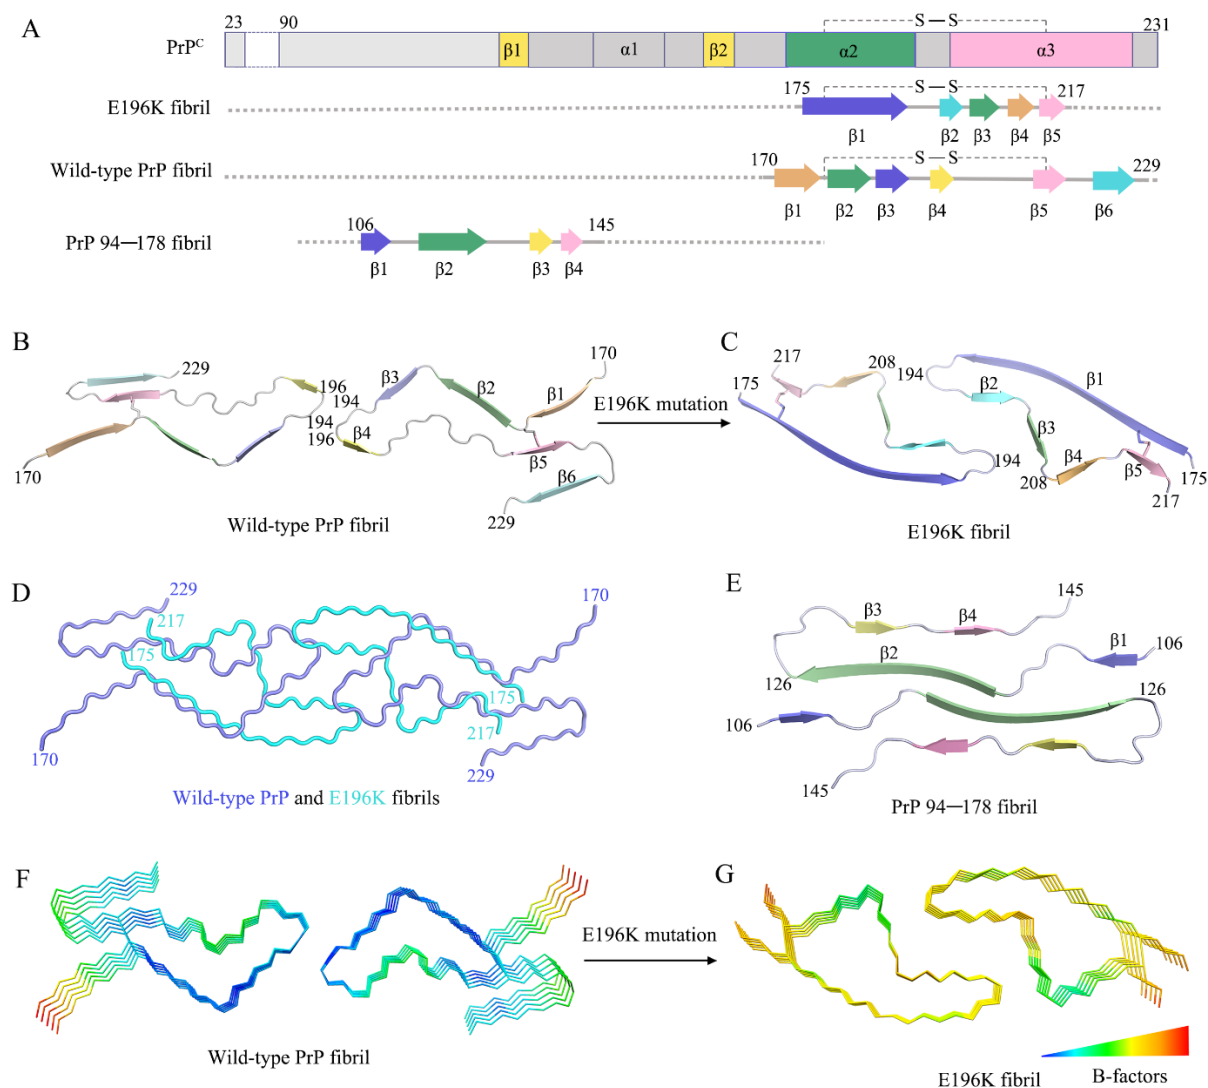 A
23
90
S—S
231
PrP^C
β1
α1
β2
α2
α3
E196K fibril
175
S—S
217
β1
β2
β3
β4
β5
Wild-type PrP fibril
170
S—S
229
β1
β2
β3
β4
β5
β6
PrP 94—178 fibril
106
145
β1
β2
β3
β4
B
229
170
196
194
194
196
β3
β2
β1
β4
β5
β6
170
229
Wild-type PrP fibril
E196K mutation
C
217
208
175
194
β2
β1
β3
194
208
β4
β5
175
217
E196K fibril
D
229
217
175
170
170
175
217
229
Wild-type PrP and E196K fibrils
E
β3
β4
145
β1
106
β2
126
126
106
145
PrP 94—178 fibril
F
Wild-type PrP fibril
E196K mutation
G
E196K fibril
B-factors